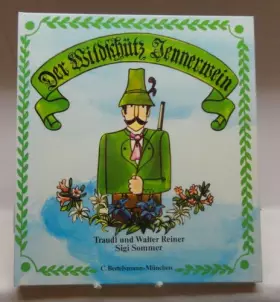 Der Wildschütz Jennerwein
Traudl und Walter Reiner
Sigi Sommer
C. Bertelsmann · München